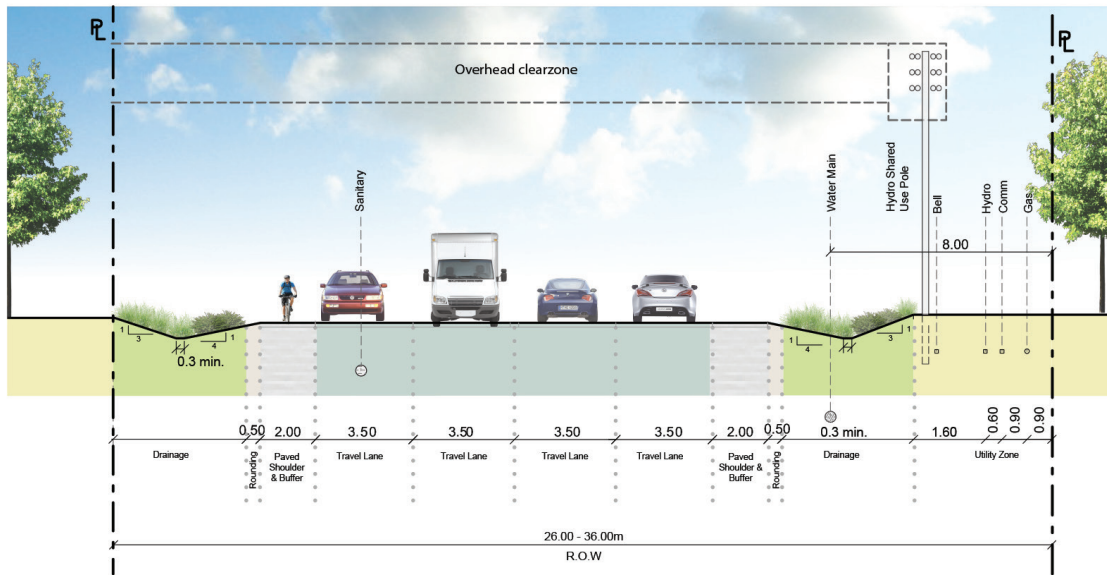 PL
PL
Overhead clearzone
Sanitary
Water Main
Hydro Shared
Use Pole
Bell
Hydro
Comm
Gas
8.00
1
3
4
1
0.3 min.
1
4
3
1
0.50
2.00
3.50
3.50
3.50
3.50
2.00
0.50
0.3 min.
1.60
0.60
0.90
0.90
Drainage
Rounding
Paved
Shoulder
& Buffer
Travel Lane
Travel Lane
Travel Lane
Travel Lane
Paved
Shoulder &
Buffer
Rounding
Drainage
Utility Zone
26.00 - 36.00m
R.O.W